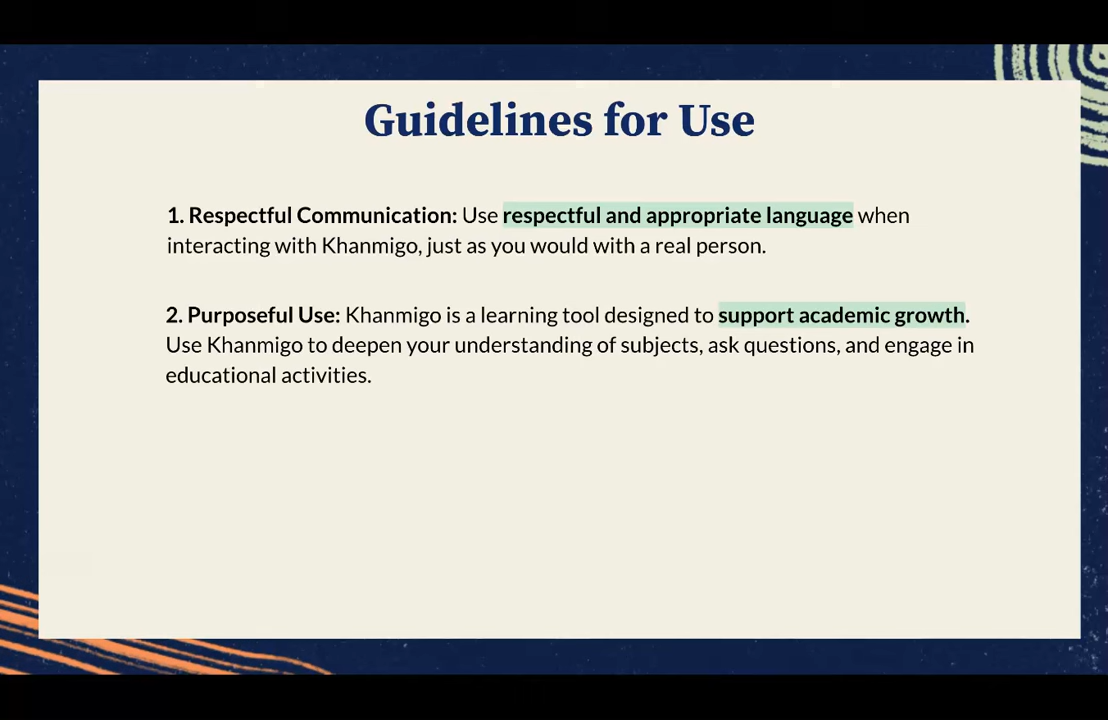 Guidelines for Use
1. Respectful Communication: Use respectful and appropriate language when
interacting with Khanmigo, just as you would with a real person.
2. Purposeful Use: Khanmigo is a learning tool designed to support academic growth.
Use Khanmigo to deepen your understanding of subjects, ask questions, and engage in
educational activities.